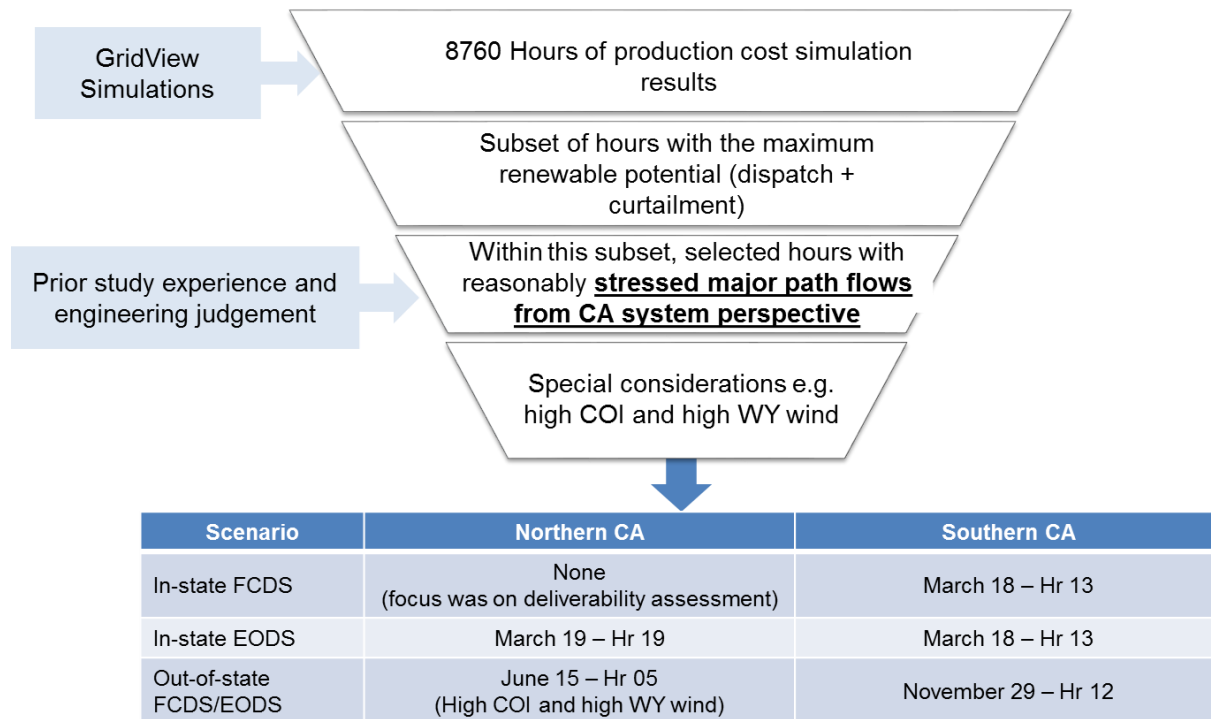 GridView
Simulations
8760 Hours of production cost simulation
results
Subset of hours with the maximum
renewable potential (dispatch +
curtailment)
Prior study experience and
engineering judgement
Within this subset, selected hours with
reasonably stressed major path flows
from CA system perspective
Special considerations e.g.
high COI and high WY wind
Scenario Northern CA Southern CA
In-state FCDS None
(focus was on deliverability assessment) March 18 – Hr 13
In-state EODS March 19 – Hr 19 March 18 – Hr 13
Out-of-state
FCDS/EODS June 15 – Hr 05
(High COI and high WY wind) November 29 – Hr 12